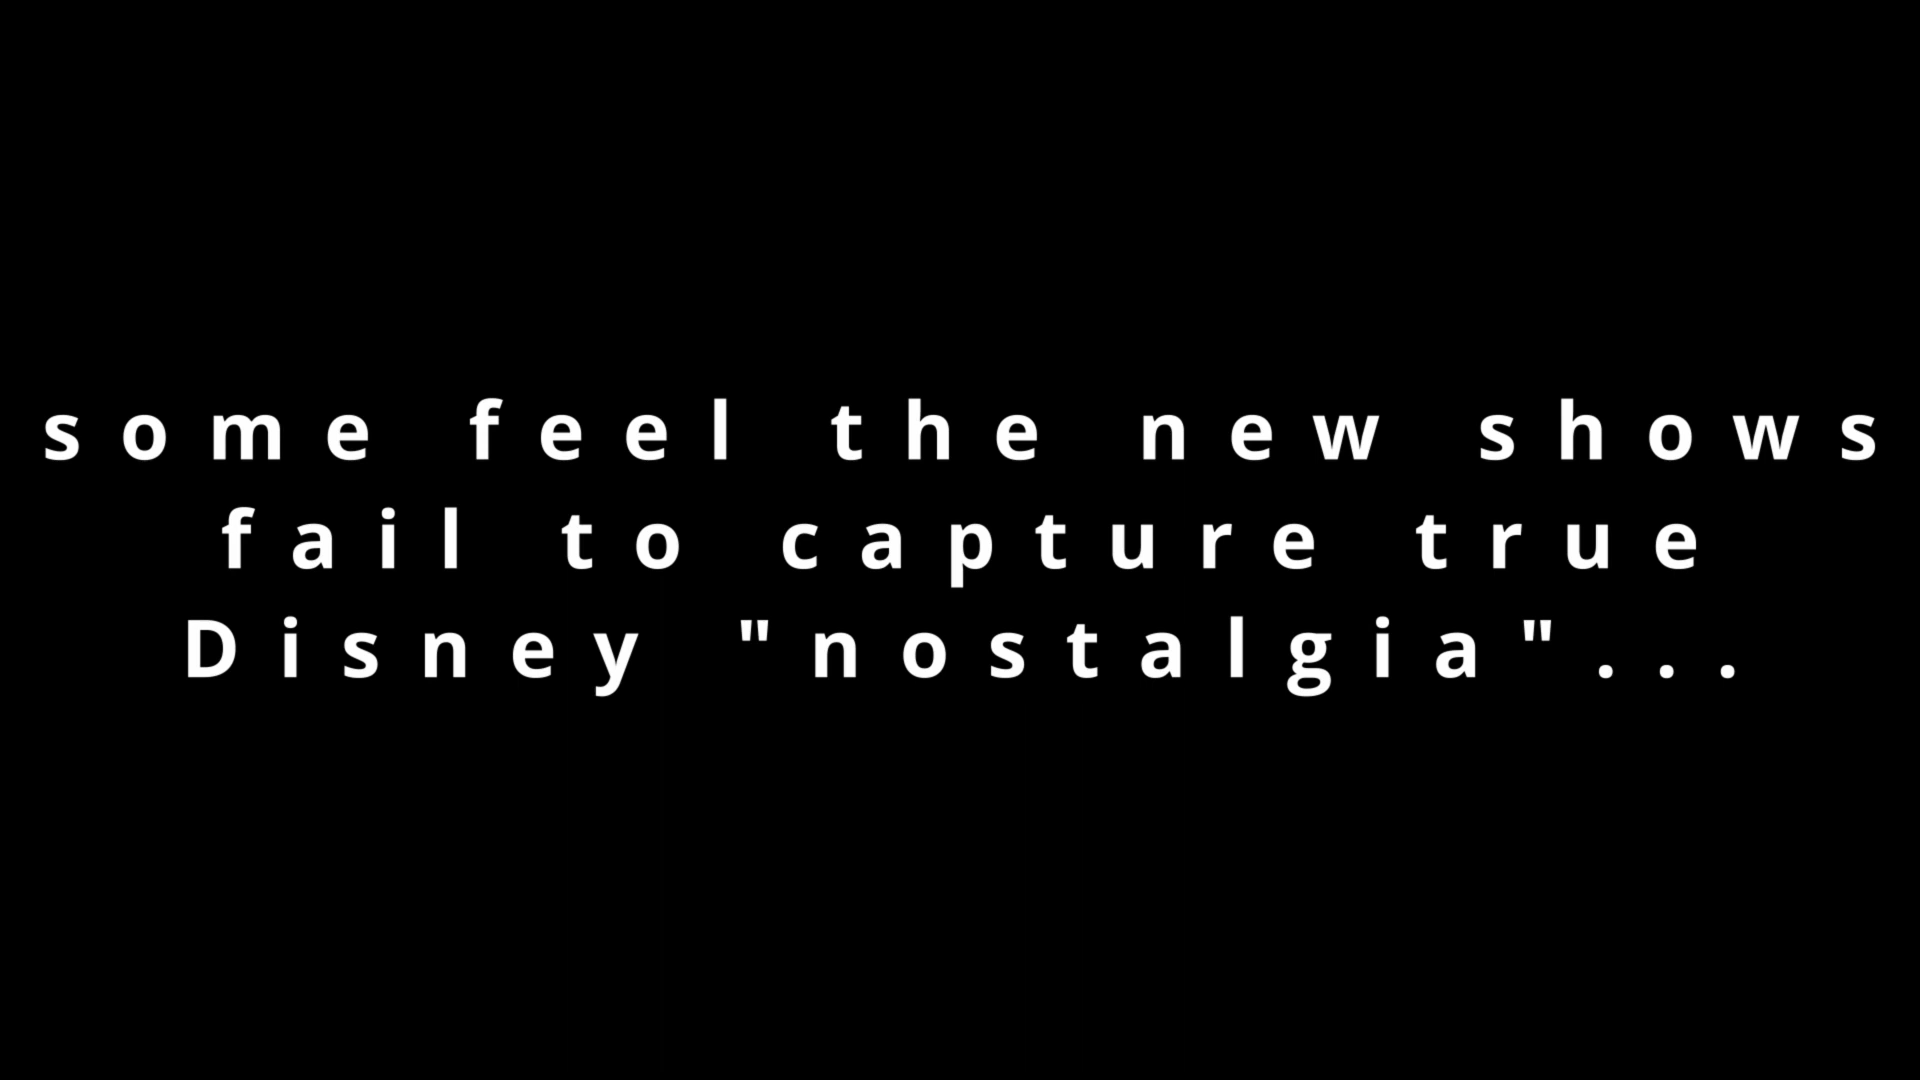 some feel the new shows
fail to capture true
Disney "nostalgia"...